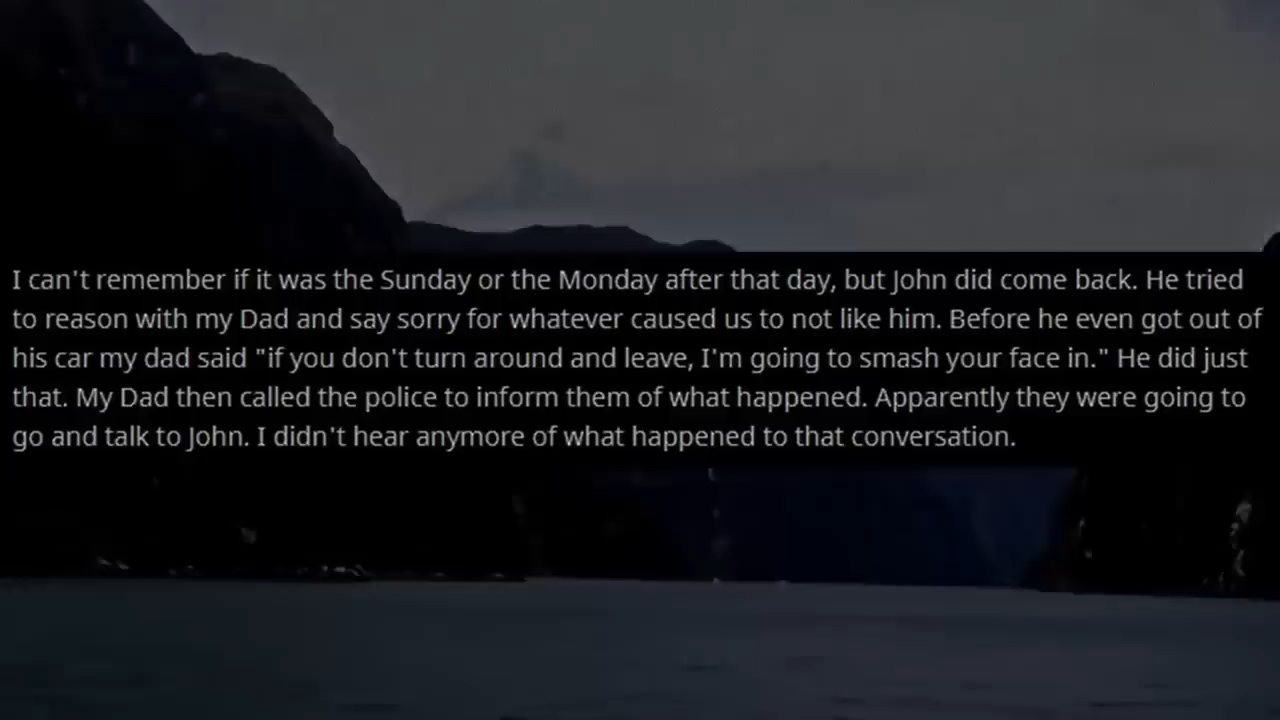 I can't remember if it was the Sunday or the Monday after that day, but John did come back. He tried
to reason with my Dad and say sorry for whatever caused us to not like him. Before he even got out of
his car my dad said "if you don't turn around and leave, I'm going to smash your face in." He did just
that. My Dad then called the police to inform them of what happened. Apparently they were going to
go and talk to John. I didn't hear anymore of what happened to that conversation.